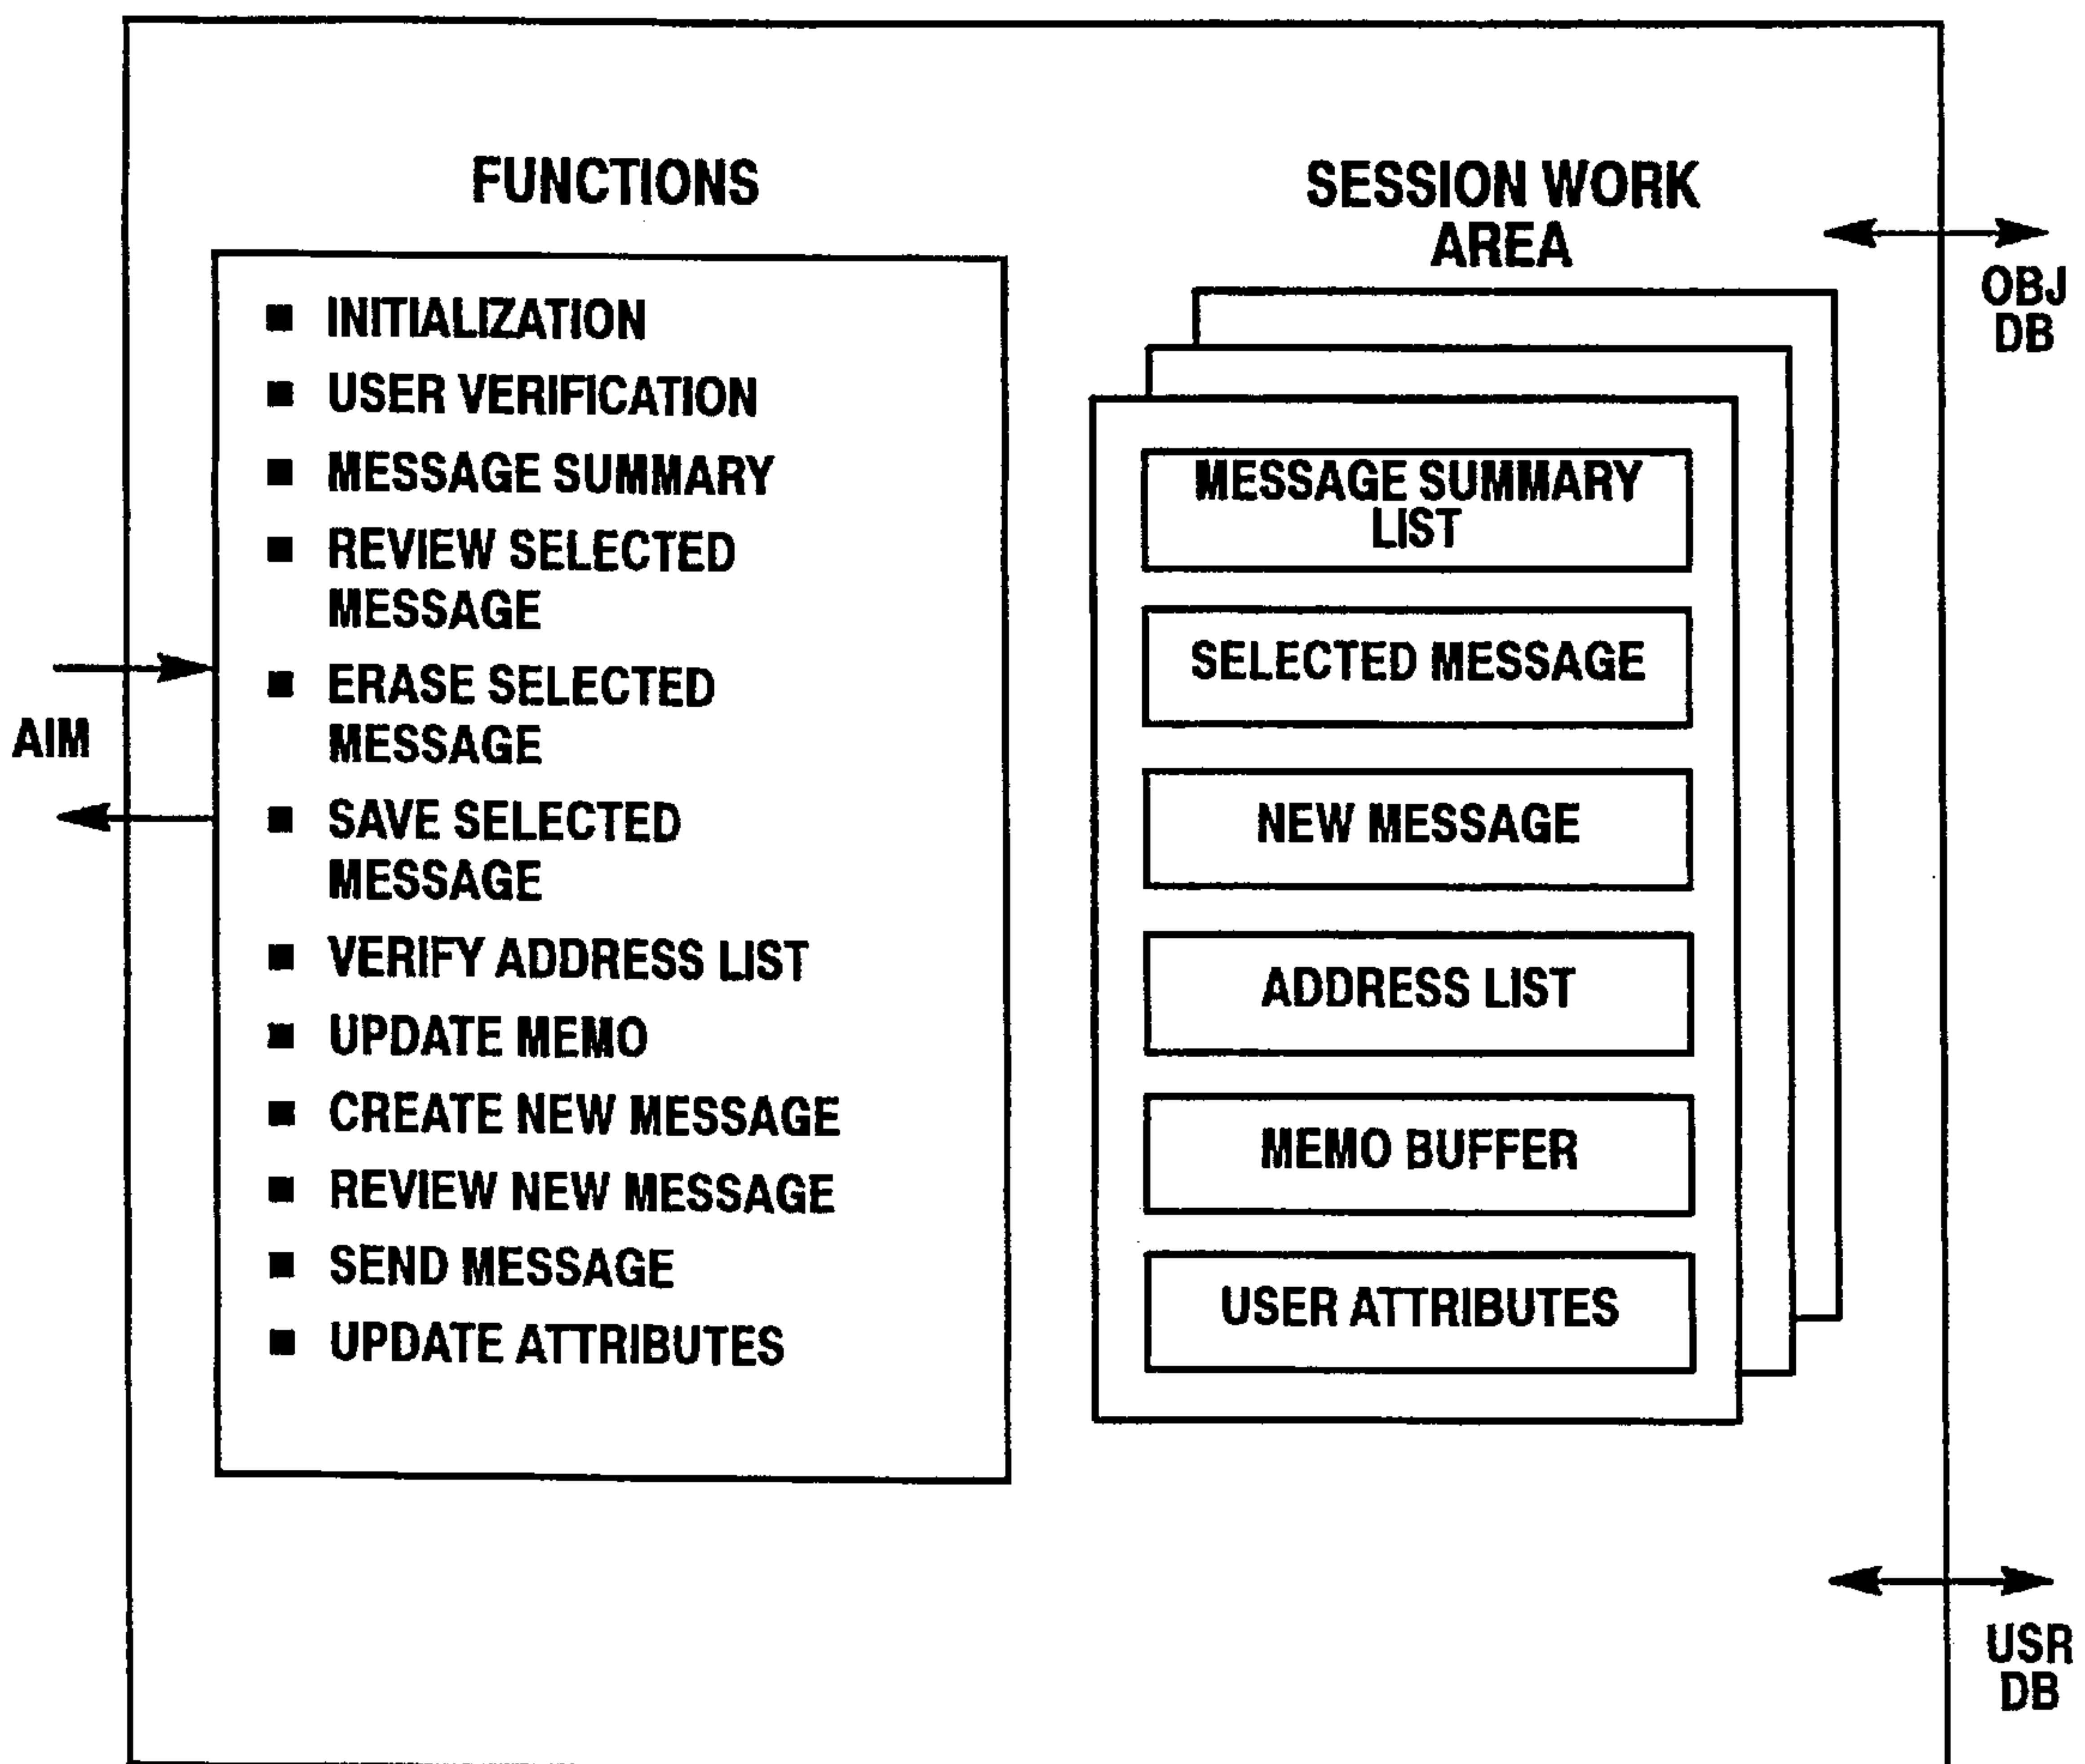 FUNCTIONS
■ INITIALIZATION
■ USER VERIFICATION
■ MESSAGE SUMMARY
■ REVIEW SELECTED
MESSAGE
■ ERASE SELECTED
MESSAGE
■ SAVE SELECTED
MESSAGE
■ VERIFY ADDRESS LIST
■ UPDATE MEMO
■ CREATE NEW MESSAGE
■ REVIEW NEW MESSAGE
■ SEND MESSAGE
■ UPDATE ATTRIBUTES
AIM
SESSION WORK
AREA
MESSAGE SUMMARY
LIST
SELECTED MESSAGE
NEW MESSAGE
ADDRESS LIST
MEMO BUFFER
USER ATTRIBUTES
OBJ
DB
USR
DB